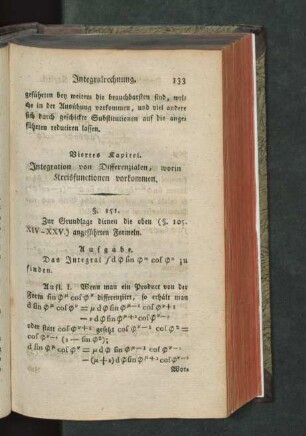 Integralrechnung. 133
geführten bey weitem die brauchbarsten sind, wel-
che in der Ausübung vorkommen, und viel andere
sich durch geschickte Substitutionen auf die ange-
führten reduciren lassen.
Viertes Kapitel.
Integration von Differenzialen, worin
Kreisfunctionen vorkommen.
§. 151.
Zur Grundlage dienen die oben (§. 105.
XIV-XXV.) angeführten Formeln.
Aufgabe.
Das Integral ∫dΦ sin Φ^μ cos Φ^ν zu
finden.
Aufl. 1. Wenn man ein Product von der
Form sin Φ^μ cos Φ^ν differenziirt, so erhält man
d sin Φ^μ cos Φ^ν = μ dΦ sin Φ^μ−1 cos Φ^ν+1
− ν dΦ sin Φ^μ+1 cos Φ^ν−1
oder statt cos Φ^ν+1 gesetzt cos Φ^ν−1 cos Φ^2 =
cos Φ^ν−1 (1 − sin Φ^2);
d sin Φ^μ cos Φ^ν = μ dΦ sin Φ^μ−1 cos Φ^ν−1
− (μ+ν) dΦ sin Φ^μ+1 cos Φ^ν−1